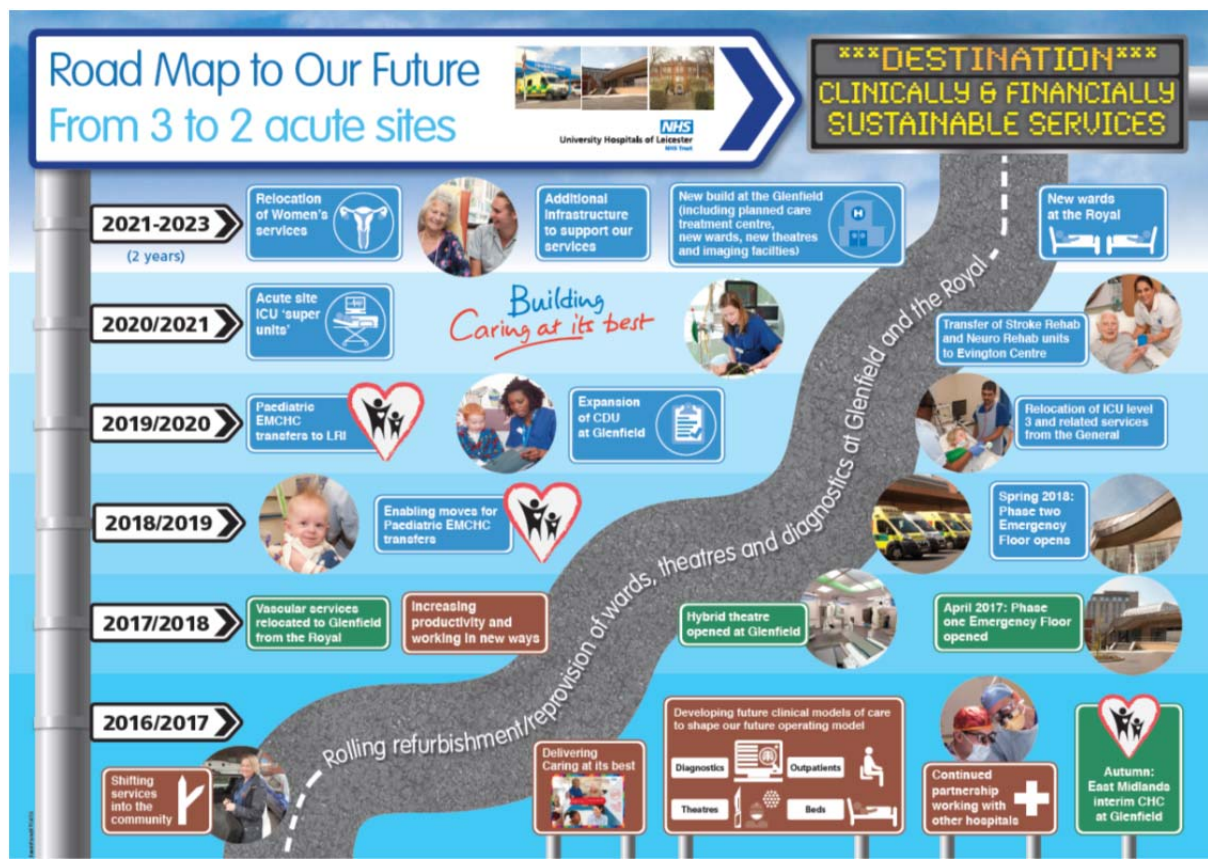 Road Map to Our Future
From 3 to 2 acute sites
NHS
University Hospitals of Leicester
NHS Trust
***DESTINATION***
CLINICALLY & FINANCIALLY
SUSTAINABLE SERVICES
2021-2023
(2 years)
Relocation
of Women's
services
Additional
infrastructure
to support our
services
New build at the Glenfield
(including planned care
treatment centre,
new wards, new theatres
and imaging facilties)
H
New wards
at the Royal
2020/2021
Acute site
ICU 'super
units'
Building
Caring at its best
Transfer of Stroke Rehab
and Neuro Rehab units
to Evington Centre
2019/2020
Paediatric
EMCHC
transfers to LRI
Expansion
of CDU
at Glenfield
Relocation of ICU level
3 and related services
from the General
2018/2019
Enabling moves for
Paediatric EMCHC
transfers
Spring 2018:
Phase two
Emergency
Floor opens
2017/2018
Vascular services
relocated to Glenfield
from the Royal
Increasing
productivity and
working in new ways
Hybrid theatre
opened at Glenfield
April 2017: Phase
one Emergency Floor
opened
Rolling refurbishment/reprovision of wards, theatres and diagnostics at Glenfield and the Royal
2016/2017
Shifting
services
into the
community
Delivering
Caring at its best
Developing future clinical models of care
to shape our future operating model
Diagnostics
Outpatients
Theatres
Beds
Continued
partnership
working with
other hospitals
Autumn:
East Midlands
interim CHC
at Glenfield